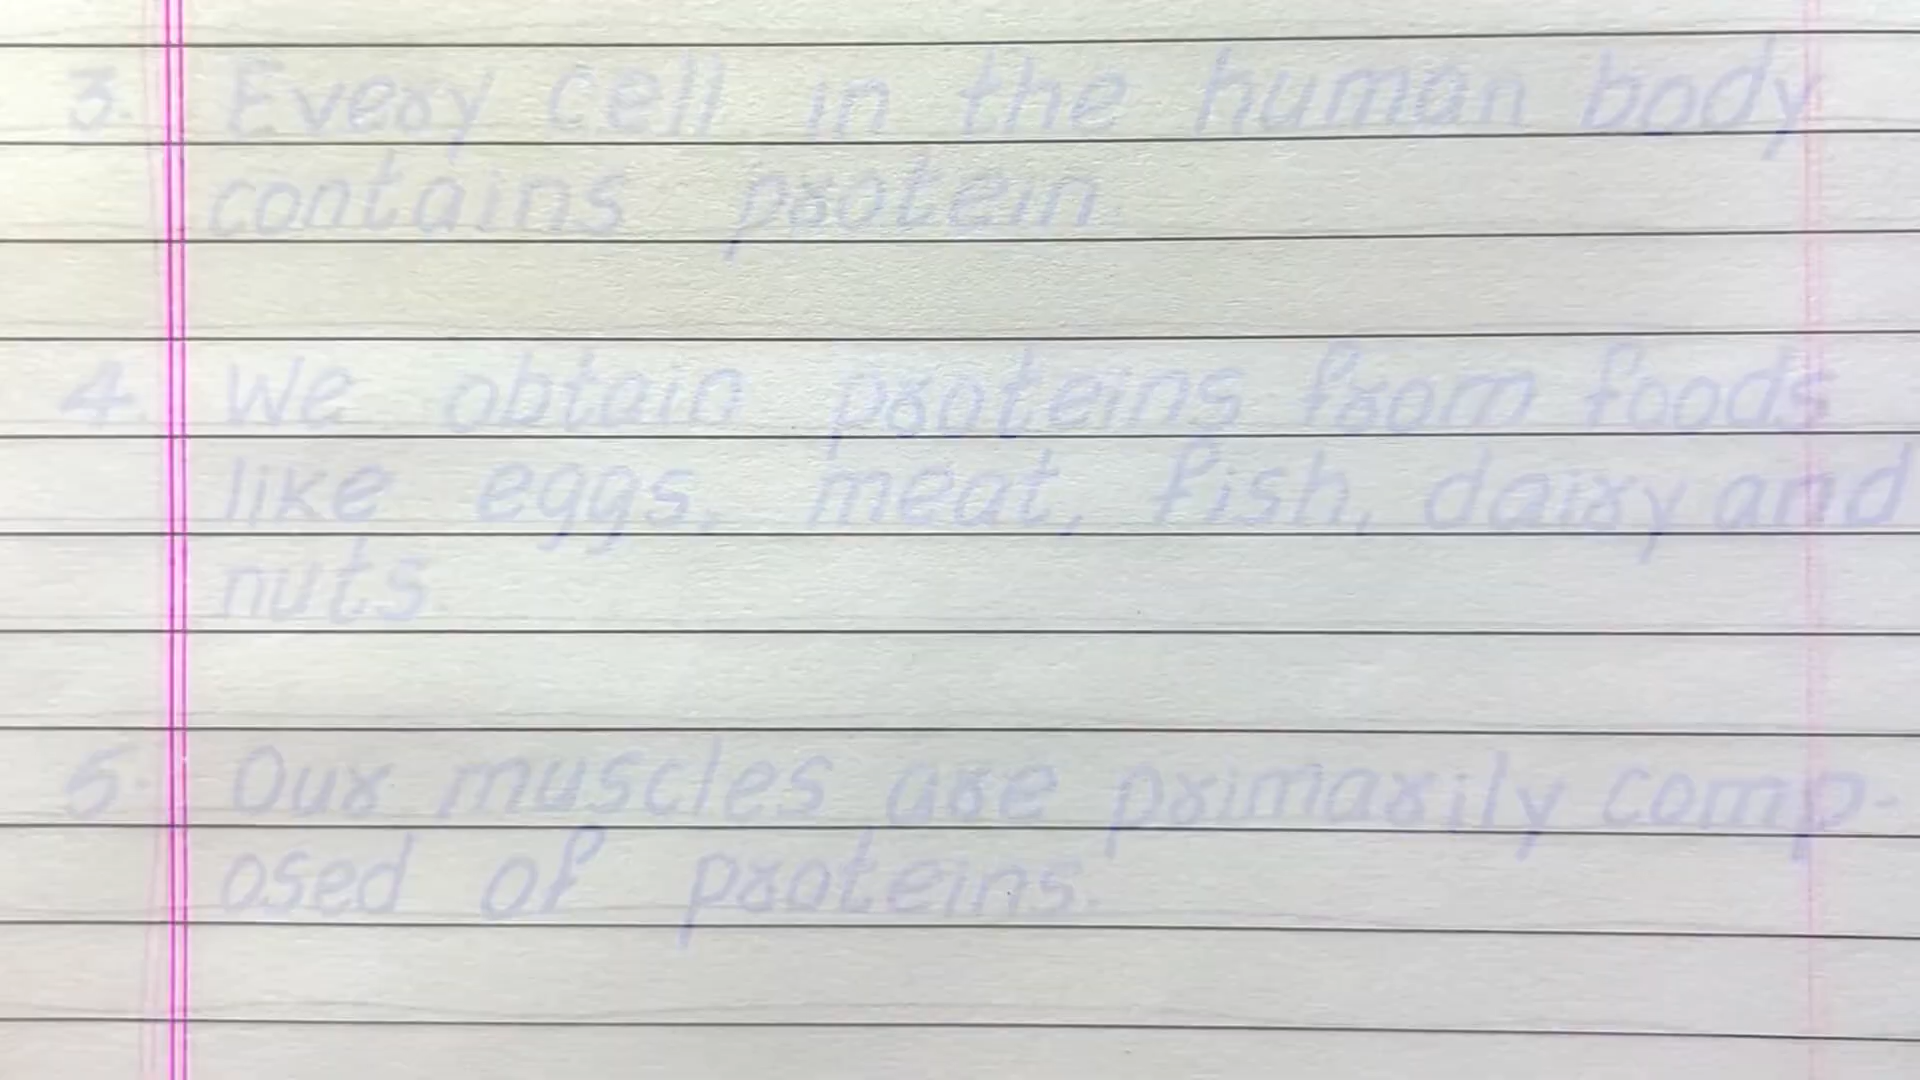 3. Every cell in the human body
contains protein.
4. We obtain proteins from foods
like eggs, meat, fish, dairy and
nuts.
5. Our muscles are primarily comp-
osed of proteins.